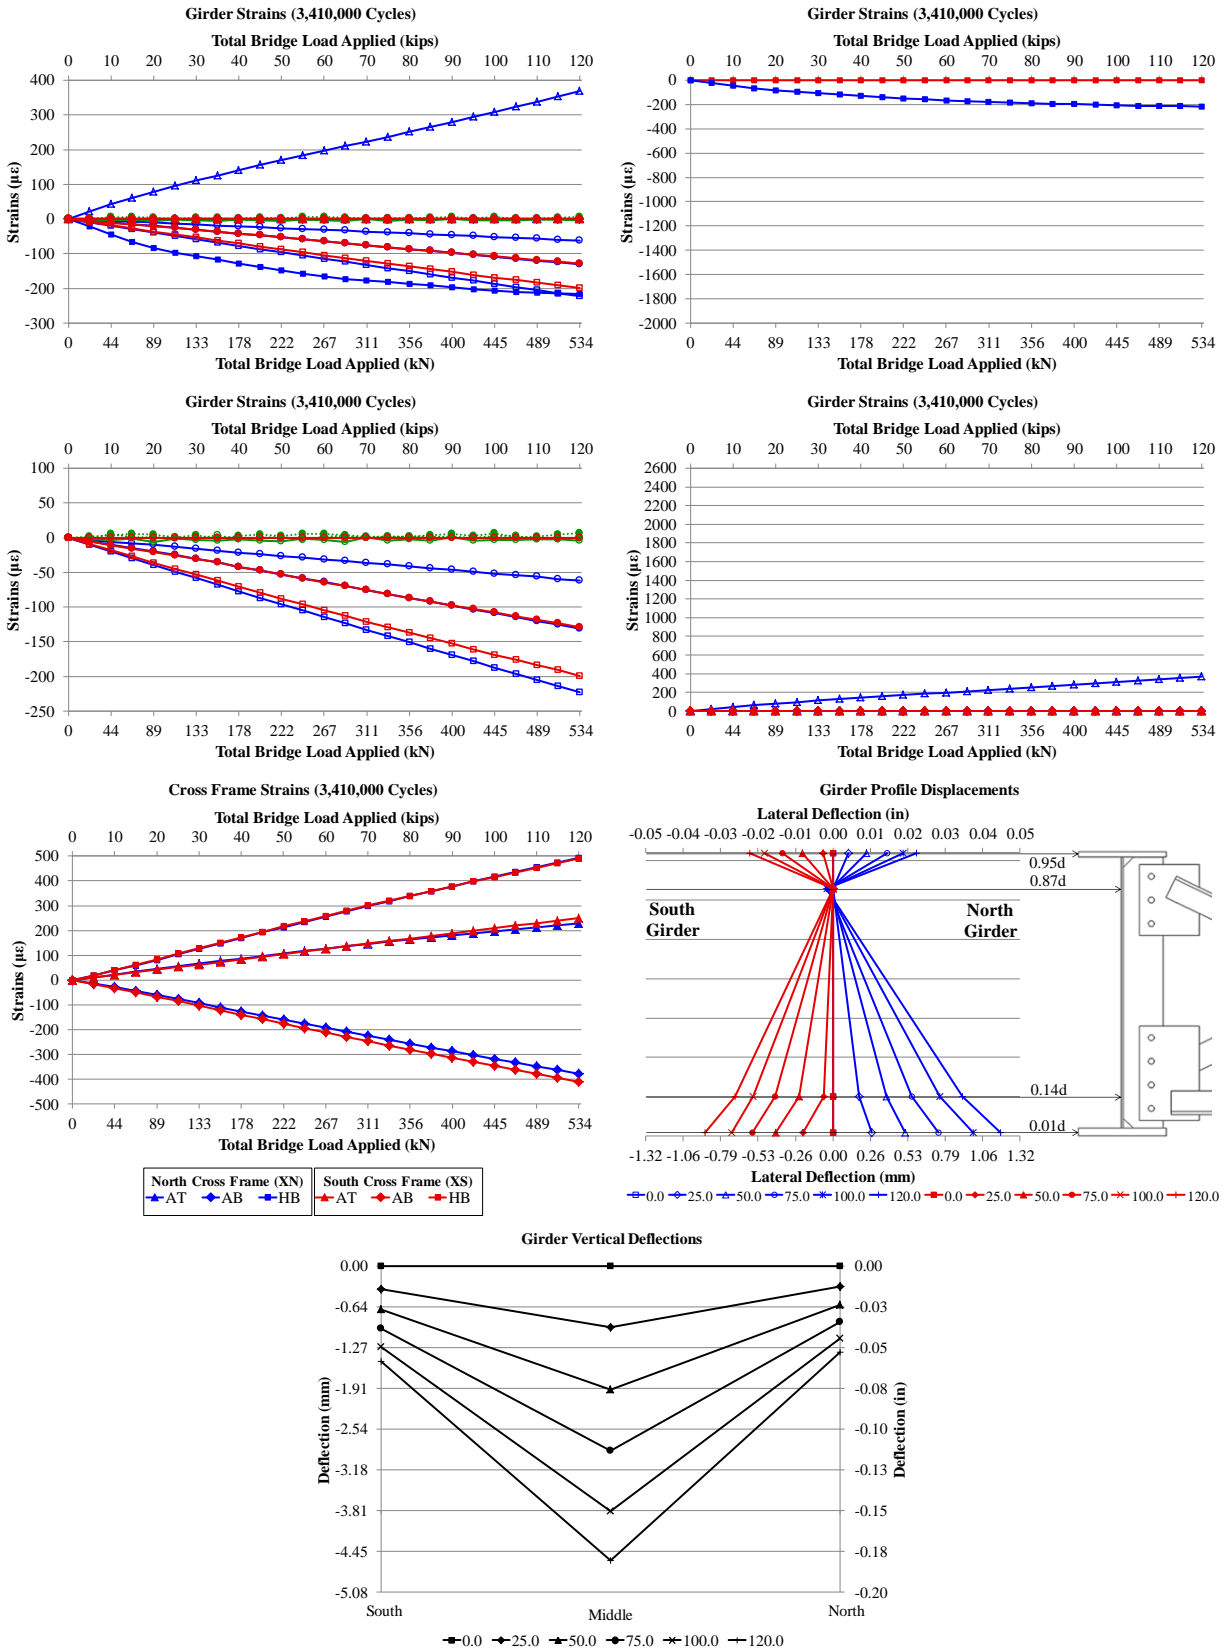 Girder Strains (3,410,000 Cycles)
Total Bridge Load Applied (kips)
0 10 20 30 40 50 60 70 80 90 100 110 120
400
300
200
100
0
-100
-200
-300
Strains (με)
0 44 89 133 178 222 267 311 356 400 445 489 534
Total Bridge Load Applied (kN)
Girder Strains (3,410,000 Cycles)
Total Bridge Load Applied (kips)
0 10 20 30 40 50 60 70 80 90 100 110 120
0
-200
-400
-600
-800
-1000
-1200
-1400
-1600
-1800
-2000
Strains (με)
0 44 89 133 178 222 267 311 356 400 445 489 534
Total Bridge Load Applied (kN)
Girder Strains (3,410,000 Cycles)
Total Bridge Load Applied (kips)
0 10 20 30 40 50 60 70 80 90 100 110 120
100
50
0
-50
-100
-150
-200
-250
Strains (με)
0 44 89 133 178 222 267 311 356 400 445 489 534
Total Bridge Load Applied (kN)
Girder Strains (3,410,000 Cycles)
Total Bridge Load Applied (kips)
0 10 20 30 40 50 60 70 80 90 100 110 120
2600
2400
2200
2000
1800
1600
1400
1200
1000
800
600
400
200
0
Strains (με)
0 44 89 133 178 222 267 311 356 400 445 489 534
Total Bridge Load Applied (kN)
Cross Frame Strains (3,410,000 Cycles)
Total Bridge Load Applied (kips)
0 10 20 30 40 50 60 70 80 90 100 110 120
500
400
300
200
100
0
-100
-200
-300
-400
-500
Strains (με)
0 44 89 133 178 222 267 311 356 400 445 489 534
Total Bridge Load Applied (kN)
North Cross Frame (XN) South Cross Frame (XS)
AT AB HB AT AB HB
Girder Profile Displacements
Lateral Deflection (in)
-0.05 -0.04 -0.03 -0.02 -0.01 0.00 0.01 0.02 0.03 0.04 0.05
0.95d
0.87d
South Girder
North Girder
0.14d
0.01d
-1.32 -1.06 -0.79 -0.53 -0.26 0.00 0.26 0.53 0.79 1.06 1.32
Lateral Deflection (mm)
0.0 25.0 50.0 75.0 100.0 120.0 0.0 25.0 50.0 75.0 100.0 120.0
Girder Vertical Deflections
0.00
-0.64
-1.27
-1.91
-2.54
-3.18
-3.81
-4.45
-5.08
Deflection (mm)
0.00
-0.03
-0.05
-0.08
-0.10
-0.13
-0.15
-0.18
-0.20
Deflection (in)
South Middle North
0.0 25.0 50.0 75.0 100.0 120.0